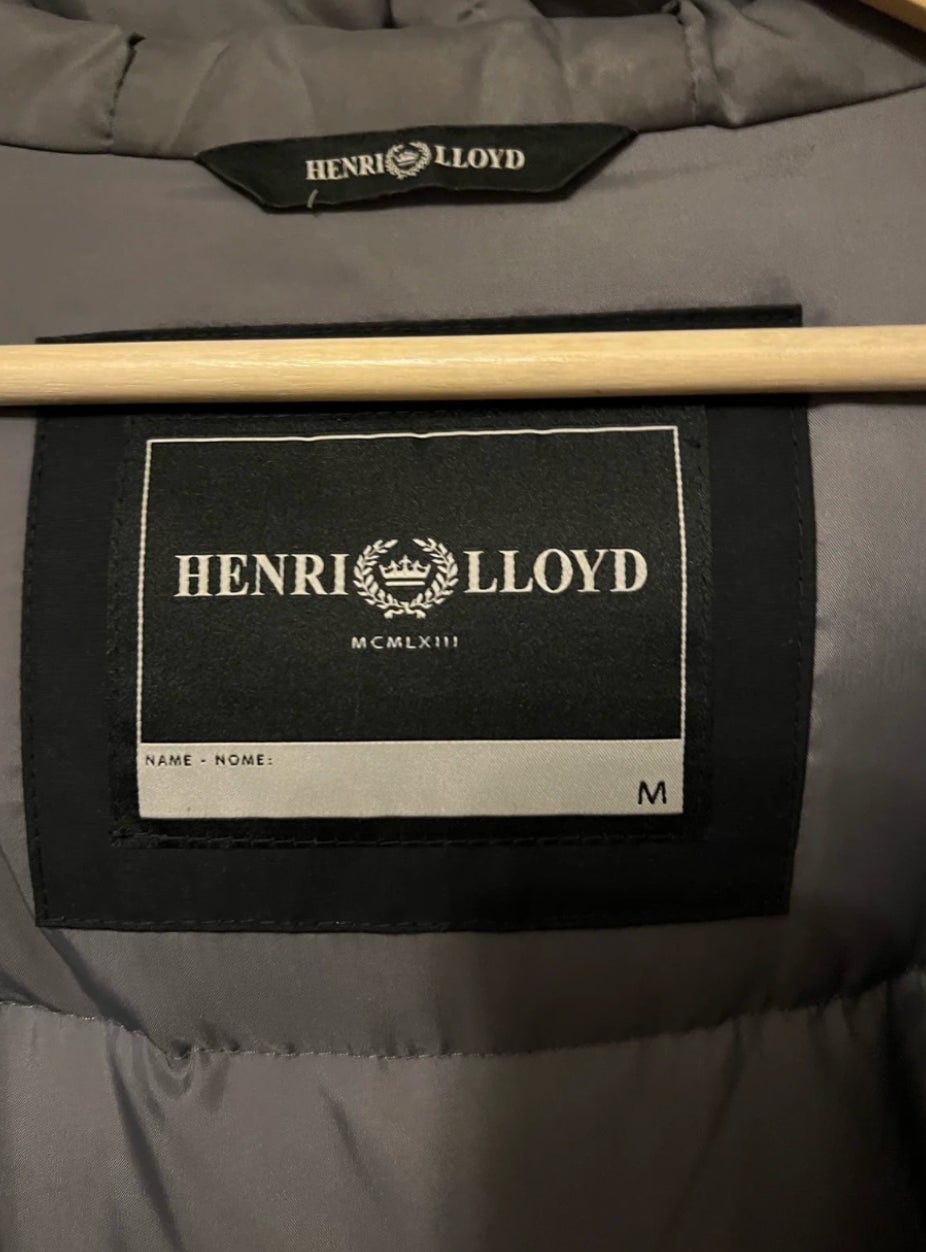 HENRI LLOYD
HENRI LLOYD
MCMLXIII
NAME - NOME:
M